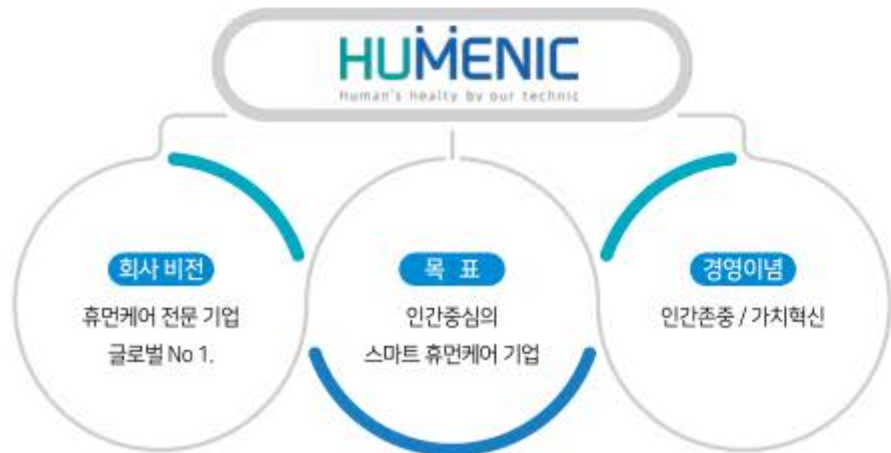 HUMENIC
Human's healty by our technic
회사 비전
휴먼케어 전문 기업
글로벌 No 1.
목 표
인간중심의
스마트 휴먼케어 기업
경영이념
인간존중 / 가치혁신